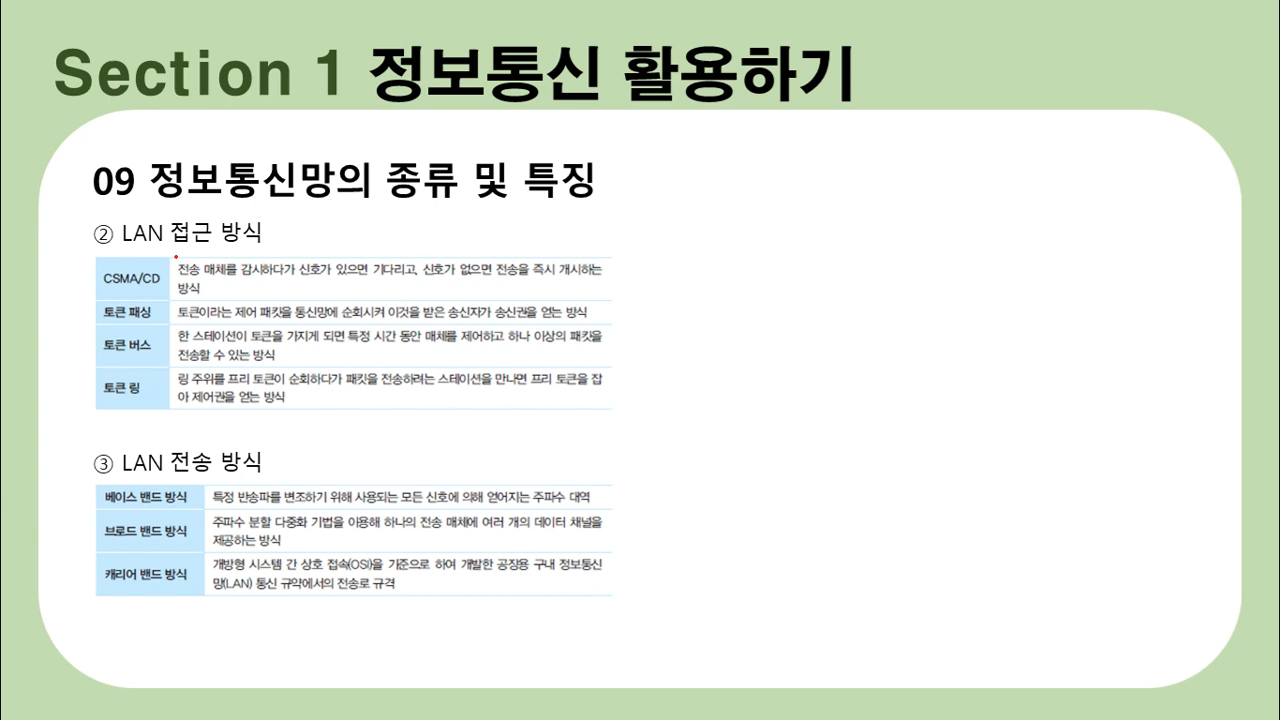 Section 1 정보통신 활용하기
09 정보통신망의 종류 및 특징
② LAN 접근 방식
CSMA/CD
전송 매체를 감시하다가 신호가 있으면 기다리고, 신호가 없으면 전송을 즉시 개시하는
방식
토큰 패싱
토큰이라는 제어 패킷을 통신망에 순회시켜 이것을 받은 송신자가 송신권을 얻는 방식
토큰 버스
한 스테이션이 토큰을 가지게 되면 특정 시간 동안 매체를 제어하고 하나 이상의 패킷을
전송할 수 있는 방식
토큰 링
링 주위를 프리 토큰이 순회하다가 패킷을 전송하려는 스테이션을 만나면 프리 토큰을 잡
아 제어권을 얻는 방식
③ LAN 전송 방식
베이스 밴드 방식
특정 반송파를 변조하기 위해 사용되는 모든 신호에 의해 얻어지는 주파수 대역
브로드 밴드 방식
주파수 분할 다중화 기법을 이용해 하나의 전송 매체에 여러 개의 데이터 채널을
제공하는 방식
캐리어 밴드 방식
개방형 시스템 간 상호 접속(OSI)을 기준으로 하여 개발한 공장용 구내 정보통신
망(LAN) 통신 규약에서의 전송로 규격